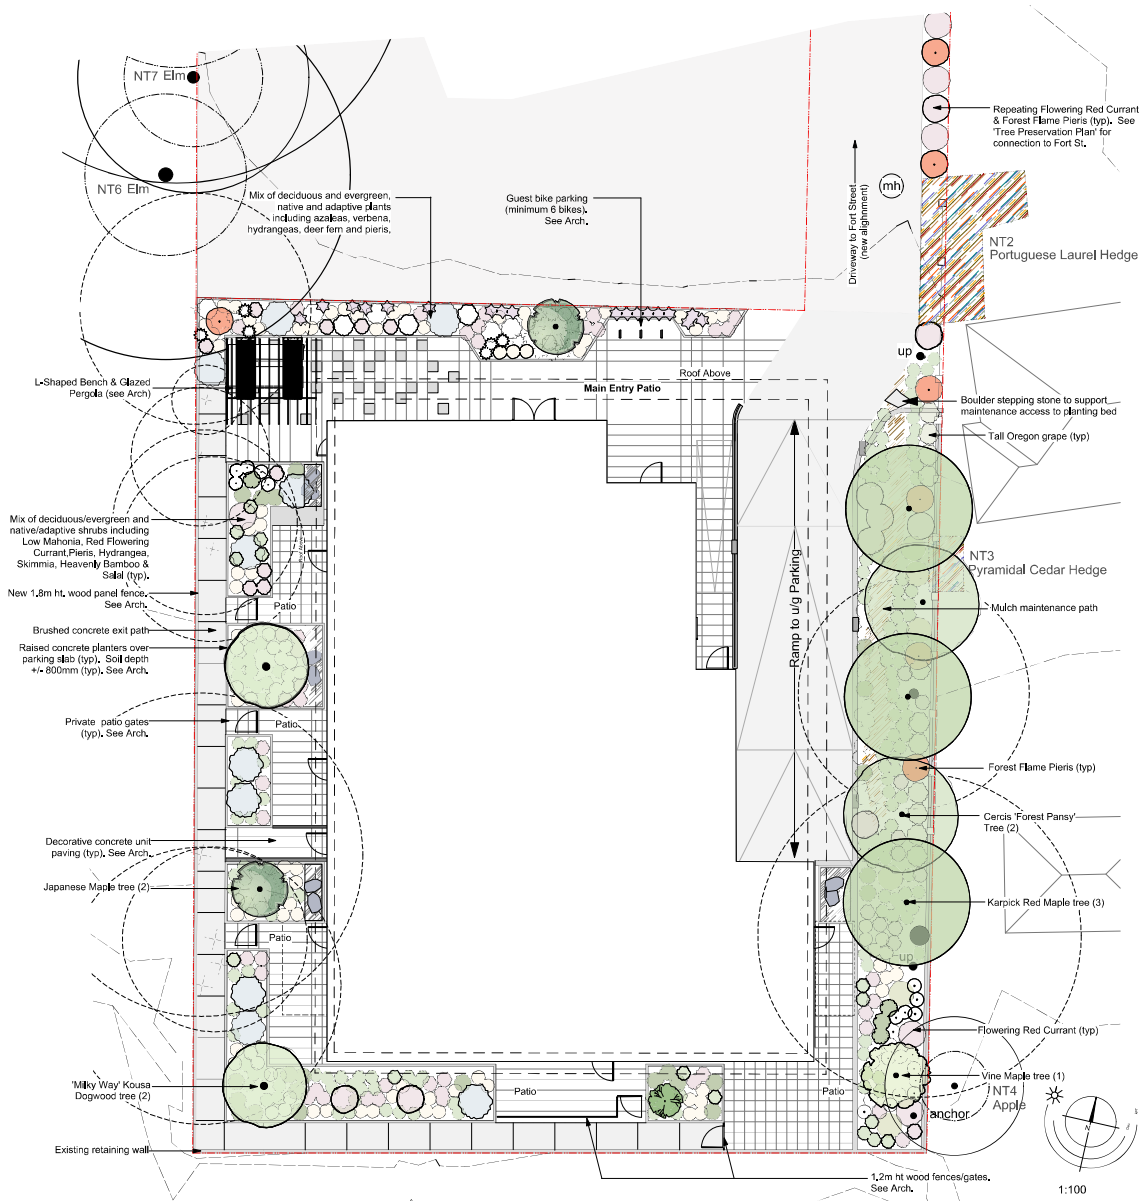 NT7 Elm
NT6 Elm
Mix of deciduous and evergreen,
native and adaptive plants
including azaleas, verbena,
hydrangeas, deer fern and pieris,
Guest bike parking
(minimum 6 bikes).
See Arch.
Driveway to Fort Street
(new alignment)
mh
Repeating Flowering Red Currant
& Forest Flame Pieris (typ). See
'Tree Preservation Plan' for
connection to Fort St.
NT2
Portuguese Laurel Hedge
up
L-Shaped Bench & Glazed
Pergola (see Arch)
Roof Above
Main Entry Patio
Boulder stepping stone to support
maintenance access to planting bed
Tall Oregon grape (typ)
Mix of deciduous/evergreen and
native/adaptive shrubs including
Low Mahonia, Red Flowering
Currant,Pieris, Hydrangea,
Skimmia, Heavenly Bamboo &
Salal (typ).
NT3
Pyramidal Cedar Hedge
New 1.8m ht. wood panel fence.
See Arch.
Patio
Mulch maintenance path
Ramp to u/g Parking
Brushed concrete exit path
Raised concrete planters over
parking slab (typ). Soil depth
+/- 800mm (typ). See Arch.
Private patio gates
(typ). See Arch.
Patio
Forest Flame Pieris (typ)
Cercis 'Forest Pansy'
Tree (2)
Decorative concrete unit
paving (typ). See Arch.
Japanese Maple tree (2)
Karpick Red Maple tree (3)
Patio
up
Flowering Red Currant (typ)
'Milky Way' Kousa
Dogwood tree (2)
Patio
Patio
Vine Maple tree (1)
NT4
Apple
anchor
Existing retaining wall
1.2m ht wood fences/gates.
See Arch.
N
1:100